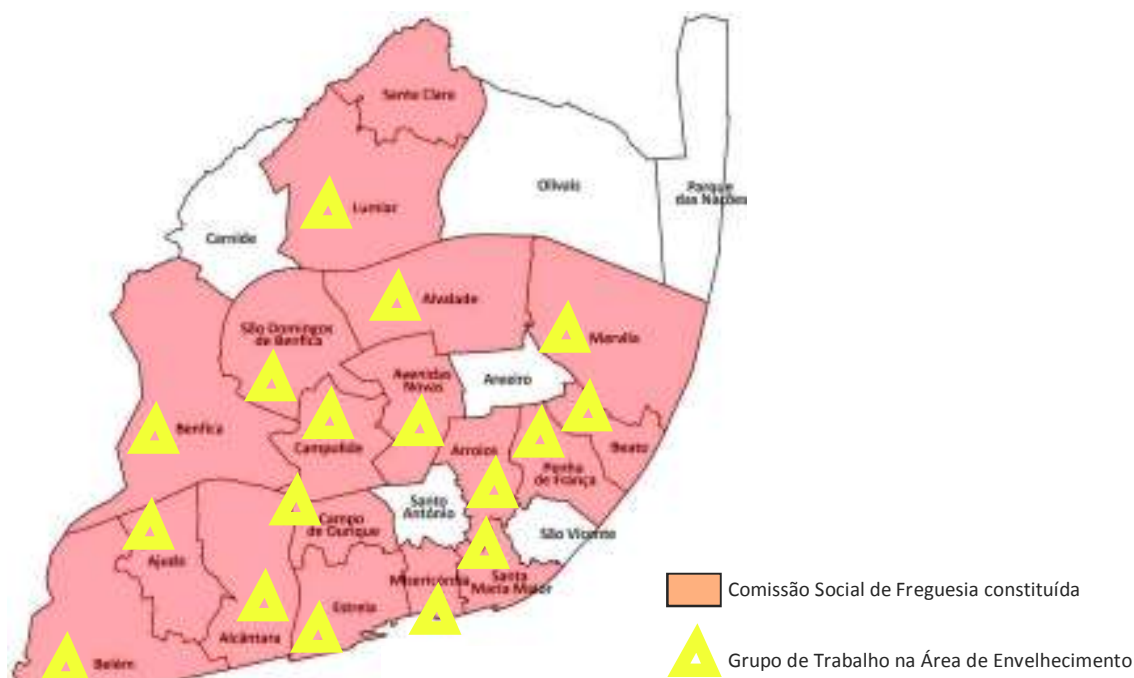 Santa Clara
Lumiar
Olivais
Parque
das Nações
Carnide
Alvalade
São Domingos
de Benfica
Marvila
Avenidas
Novas
Areeiro
Benfica
Campolide
Arroios
Beato
Penha
de França
Santo
António
Campo
de Ourique
São Vicente
Ajuda
Misericórdia
Santa
Maria Maior
Estrela
Alcântara
Belém
Comissão Social de Freguesia constituída
Grupo de Trabalho na Área de Envelhecimento